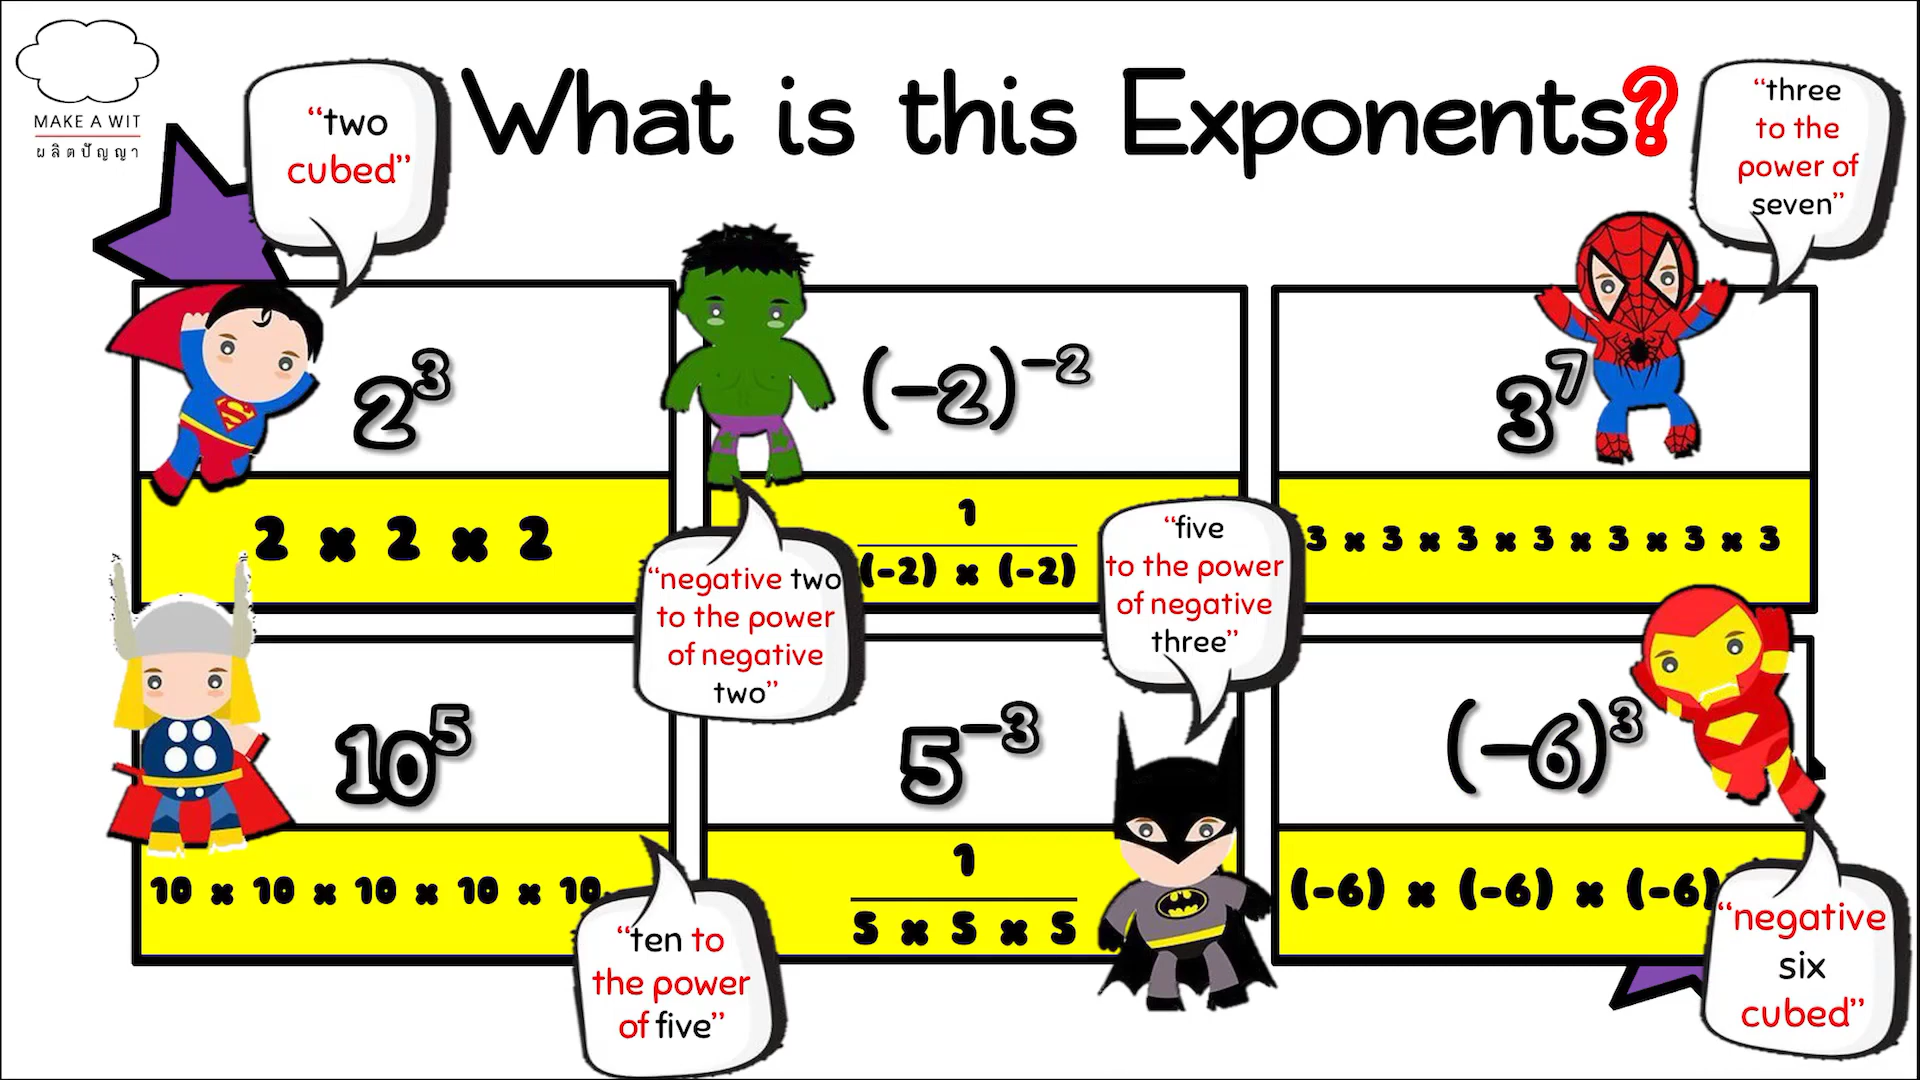 MAKE A WIT
ผลิตปัญญา
What is this Exponents?
“two
cubed”
“three
to the
power of
seven”
2³
(−2)⁻²
3⁷
2 x 2 x 2
1
(-2) x (-2)
3 x 3 x 3 x 3 x 3 x 3 x 3
“negative two
to the power
of negative
two”
“five
to the power
of negative
three”
10⁵
5⁻³
(−6)³
10 x 10 x 10 x 10 x 10
1
5 x 5 x 5
(-6) x (-6) x (-6)
“ten to
the power
of five”
“negative
six
cubed”